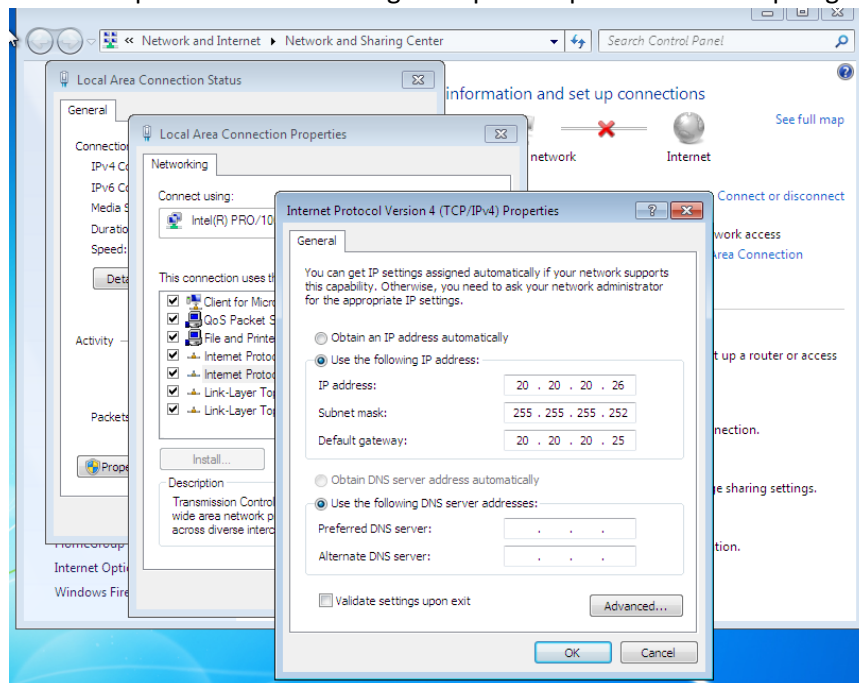 « Network and Internet ▸ Network and Sharing Center
Search Control Panel
information and set up connections
See full map
network
Internet
Connect or disconnect
work access
Area Connection
t up a router or access
nection.
ge sharing settings.
tion.
HomeGroup
Internet Opti
Windows Fire
Local Area Connection Status
General
Connection
IPv4 Co
IPv6 Co
Media S
Duratio
Speed:
Deta
Activity
Packets
Prope
Local Area Connection Properties
Networking
Connect using:
Intel(R) PRO/10
This connection uses th
Client for Micro
QoS Packet S
File and Printe
Internet Protoc
Internet Protoc
Link-Layer Top
Link-Layer Top
Install...
Description
Transmission Control
wide area network p
across diverse interc
Internet Protocol Version 4 (TCP/IPv4) Properties
General
You can get IP settings assigned automatically if your network supports
this capability. Otherwise, you need to ask your network administrator
for the appropriate IP settings.
Obtain an IP address automatically
Use the following IP address:
IP address: 20 . 20 . 20 . 26
Subnet mask: 255 . 255 . 255 . 252
Default gateway: 20 . 20 . 20 . 25
Obtain DNS server address automatically
Use the following DNS server addresses:
Preferred DNS server: . . .
Alternate DNS server: . . .
Validate settings upon exit
Advanced...
OK
Cancel